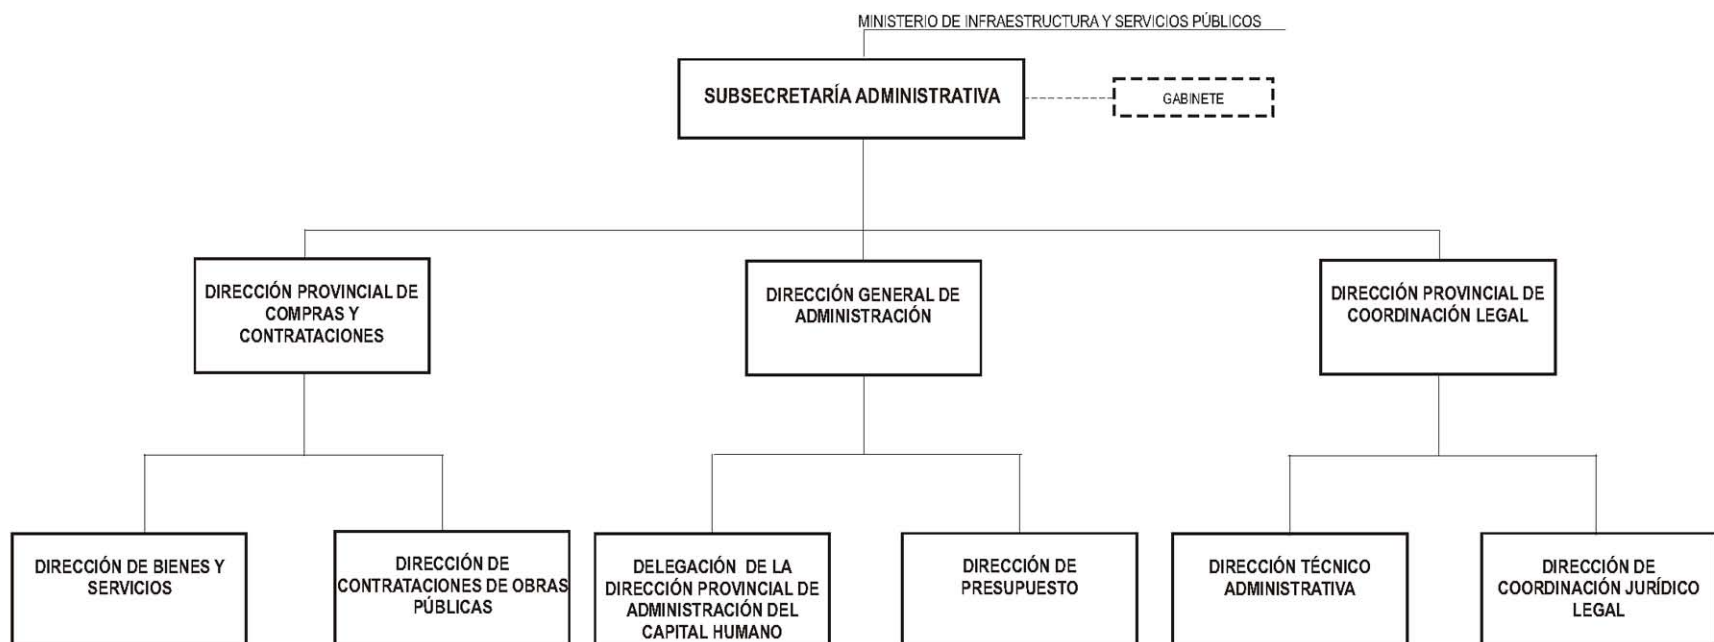 MINISTERIO DE INFRAESTRUCTURA Y SERVICIOS PÚBLICOS
SUBSECRETARÍA ADMINISTRATIVA
GABINETE
DIRECCIÓN PROVINCIAL DE
COMPRAS Y
CONTRATACIONES
DIRECCIÓN GENERAL DE
ADMINISTRACIÓN
DIRECCIÓN PROVINCIAL DE
COORDINACIÓN LEGAL
DIRECCIÓN DE BIENES Y
SERVICIOS
DIRECCIÓN DE
CONTRATACIONES DE OBRAS
PÚBLICAS
DELEGACIÓN DE LA
DIRECCIÓN PROVINCIAL DE
ADMINISTRACIÓN DEL
CAPITAL HUMANO
DIRECCIÓN DE
PRESUPUESTO
DIRECCIÓN TÉCNICO
ADMINISTRATIVA
DIRECCIÓN DE
COORDINACIÓN JURÍDICO
LEGAL